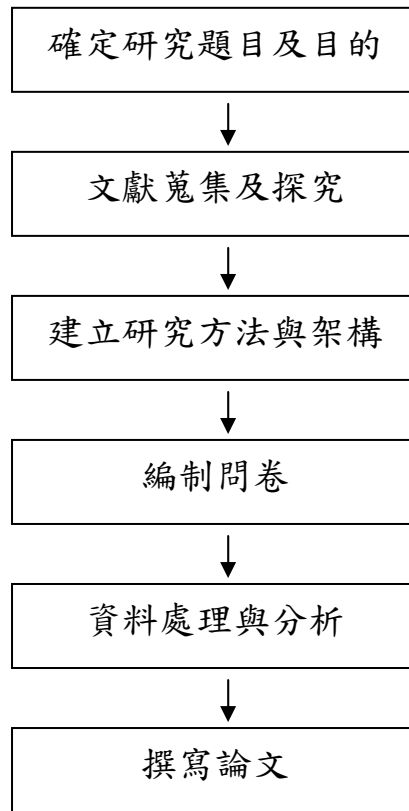 確定研究題目及目的
文獻蒐集及探究
建立研究方法與架構
編制問卷
資料處理與分析
撰寫論文